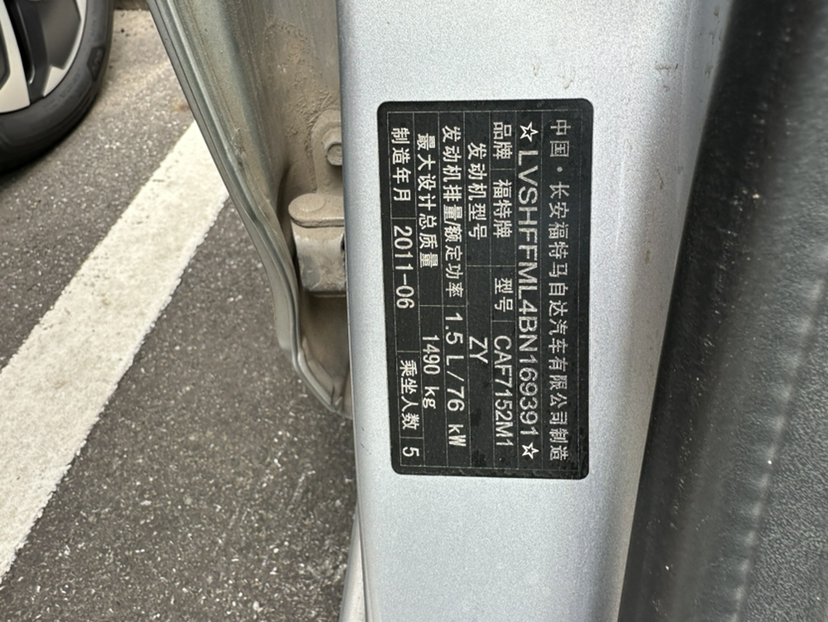 中国·长安福特马自达汽车有限公司制造
☆LVSHFFML4BN169391☆
品牌 福特牌 型号 CAF7152M1
发动机型号 ZY
发动机排量/额定功率 1.5 L/76 kW
最大设计总质量 1490 kg
制造年月 2011-06 乘坐人数 5